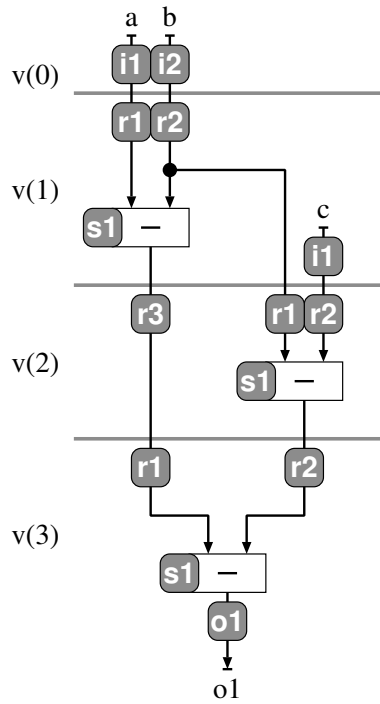 a b
i1 i2
v(0)
r1 r2
v(1)
c
s1 −
i1
r3 r1 r2
v(2)
s1 −
r1 r2
v(3)
s1 −
o1
o1